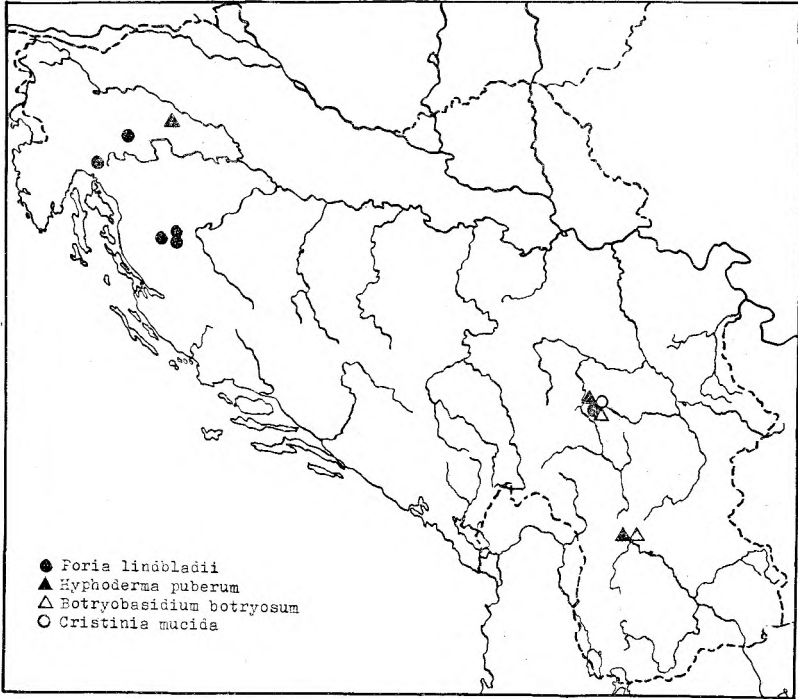 Poria lindbladii
Hyphoderma puberum
Botryobasidium botryosum
Cristinia mucida